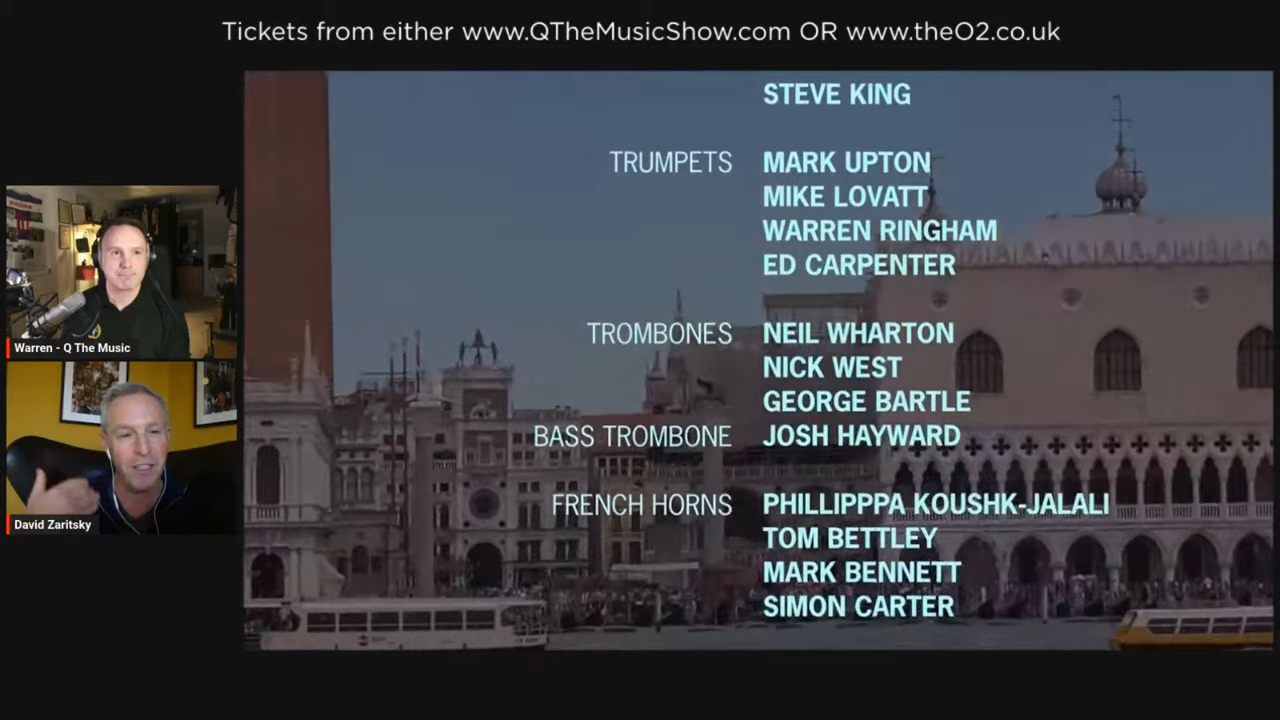 Tickets from either www.QTheMusicShow.com OR www.theO2.co.uk
STEVE KING
TRUMPETS MARK UPTON
MIKE LOVATT
WARREN RINGHAM
ED CARPENTER
TROMBONES NEIL WHARTON
NICK WEST
GEORGE BARTLE
BASS TROMBONE JOSH HAYWARD
FRENCH HORNS PHILLIPPPA KOUSHK-JALALI
TOM BETTLEY
MARK BENNETT
SIMON CARTER
Warren - Q The Music
David Zaritsky